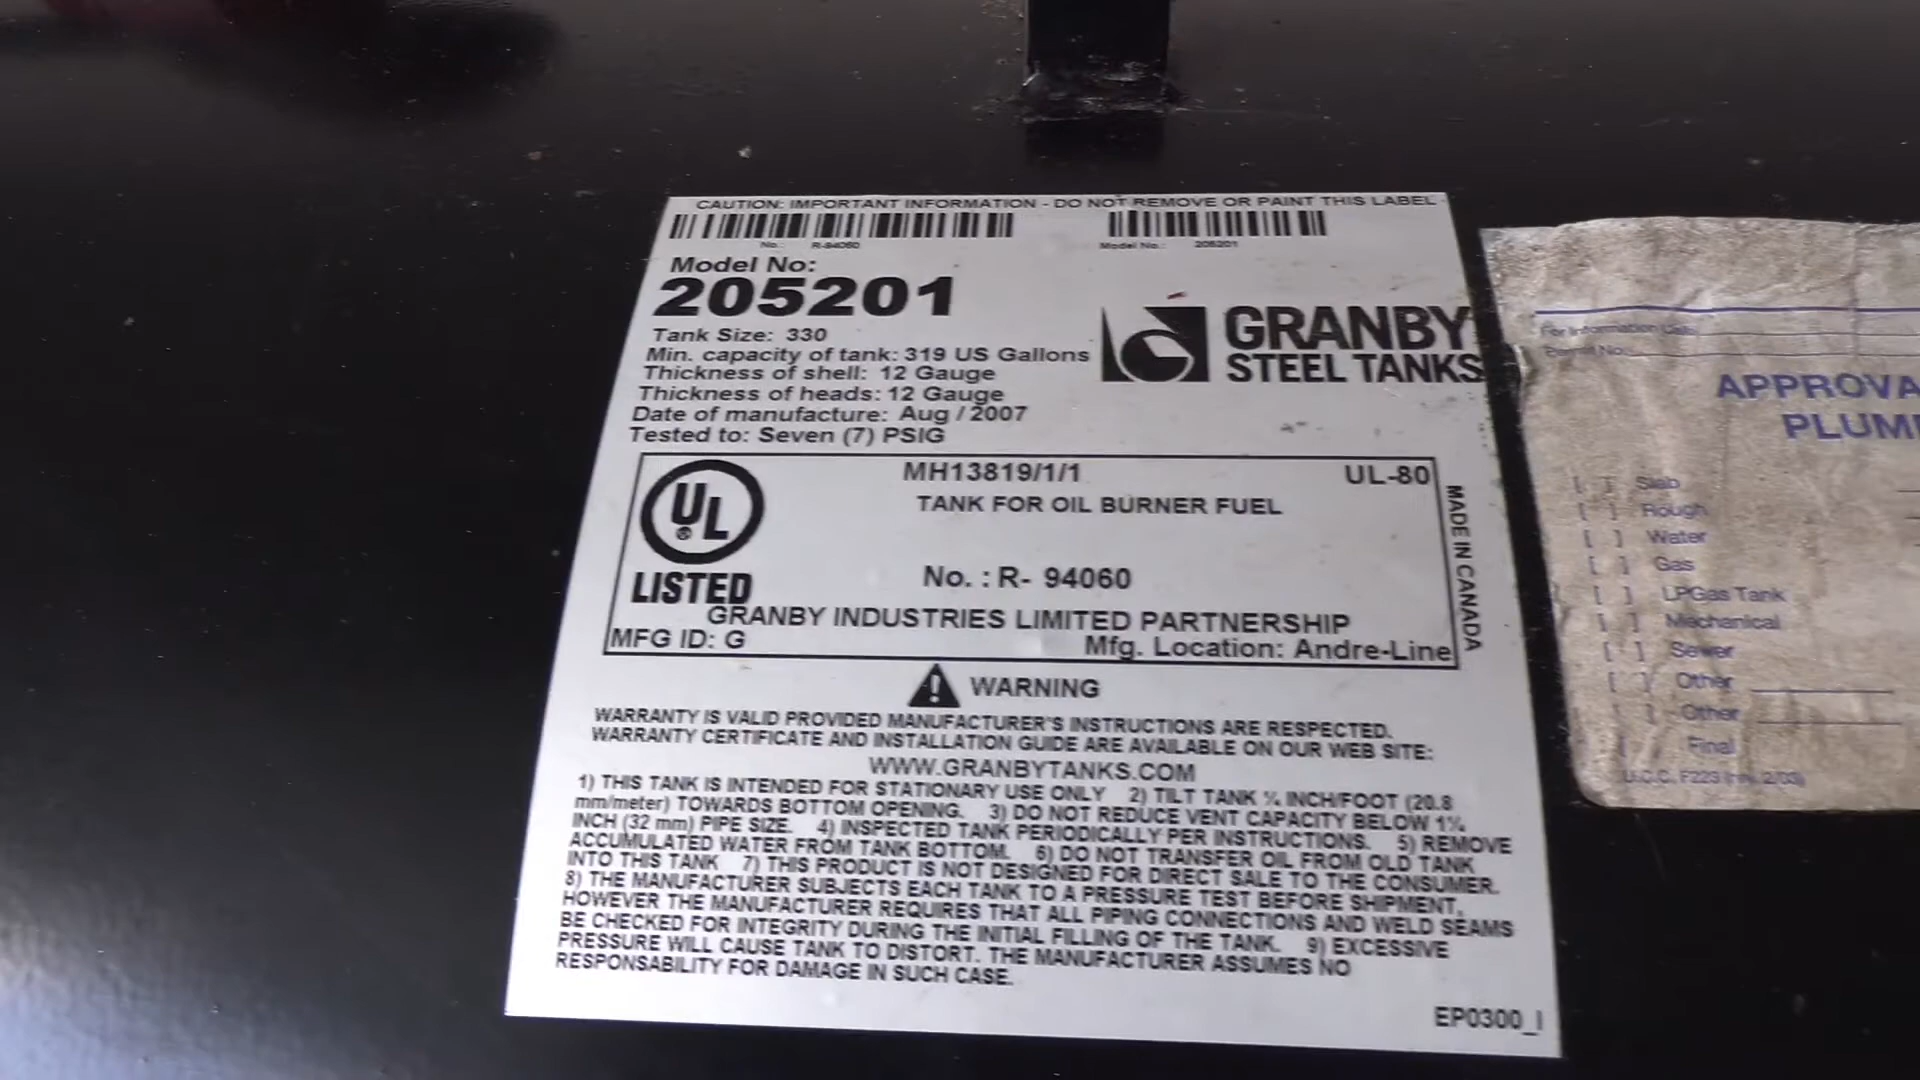 CAUTION: IMPORTANT INFORMATION - DO NOT REMOVE OR PAINT THIS LABEL -
No.: R-94060
Model No.: 205201
Model No:
205201
Tank Size: 330
Min. capacity of tank: 319 US Gallons
Thickness of shell: 12 Gauge
Thickness of heads: 12 Gauge
Date of manufacture: Aug / 2007
Tested to: Seven (7) PSIG
GRANBY
STEEL TANKS
MH13819/1/1
UL-80
TANK FOR OIL BURNER FUEL
UL ®
LISTED
No. : R- 94060
GRANBY INDUSTRIES LIMITED PARTNERSHIP
MFG ID: G
Mfg. Location: Andre-Line
MADE IN CANADA
WARNING
WARRANTY IS VALID PROVIDED MANUFACTURER'S INSTRUCTIONS ARE RESPECTED.
WARRANTY CERTIFICATE AND INSTALLATION GUIDE ARE AVAILABLE ON OUR WEB SITE:
WWW.GRANBYTANKS.COM
1) THIS TANK IS INTENDED FOR STATIONARY USE ONLY 2) TILT TANK ¼ INCH/FOOT (20.8
mm/meter) TOWARDS BOTTOM OPENING. 3) DO NOT REDUCE VENT CAPACITY BELOW 1¼
INCH (32 mm) PIPE SIZE. 4) INSPECTED TANK PERIODICALLY PER INSTRUCTIONS. 5) REMOVE
ACCUMULATED WATER FROM TANK BOTTOM. 6) DO NOT TRANSFER OIL FROM OLD TANK
INTO THIS TANK 7) THIS PRODUCT IS NOT DESIGNED FOR DIRECT SALE TO THE CONSUMER.
8) THE MANUFACTURER SUBJECTS EACH TANK TO A PRESSURE TEST BEFORE SHIPMENT,
HOWEVER THE MANUFACTURER REQUIRES THAT ALL PIPING CONNECTIONS AND WELD SEAMS
BE CHECKED FOR INTEGRITY DURING THE INITIAL FILLING OF THE TANK. 9) EXCESSIVE
PRESSURE WILL CAUSE TANK TO DISTORT. THE MANUFACTURER ASSUMES NO
RESPONSABILITY FOR DAMAGE IN SUCH CASE.
EP0300_I
For Information Call:
No.
APPROVA
PLUM
[ ] Slab
[ ] Rough
[ ] Water
[ ] Gas
[ ] LPGas Tank
[ ] Mechanical
[ ] Sewer
[ ] Other
[ ] Other
Final
U.C.C. F223